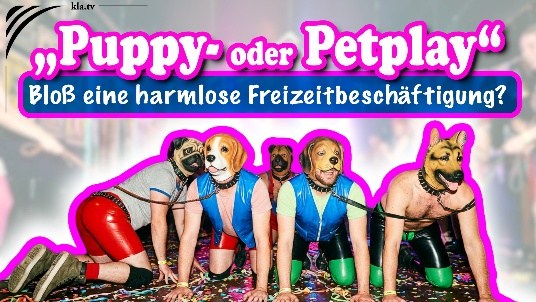 kla.tv
„Puppy- oder Petplay“
Bloß eine harmlose Freizeitbeschäftigung?